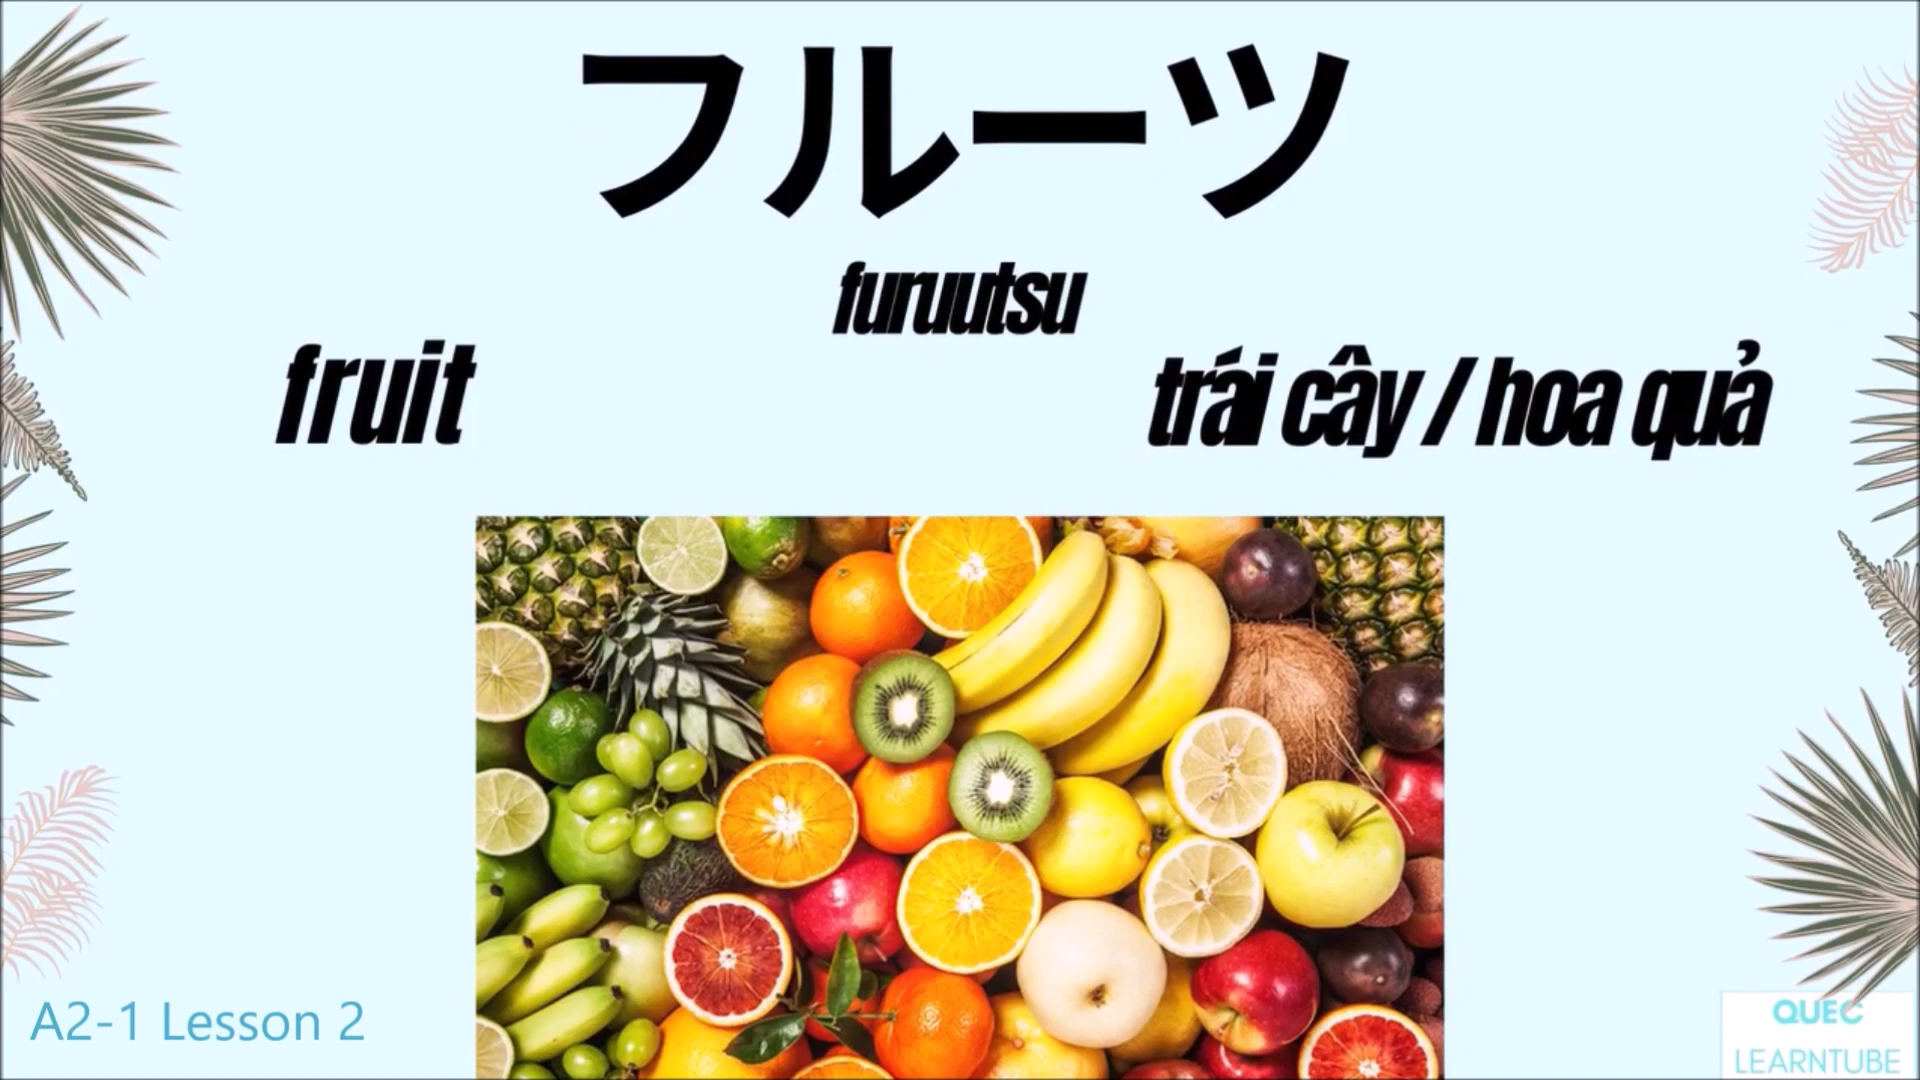 フルーツ
furuutsu
fruit
trái cây / hoa quả
A2-1 Lesson 2
QUEC
LEARNTUBE